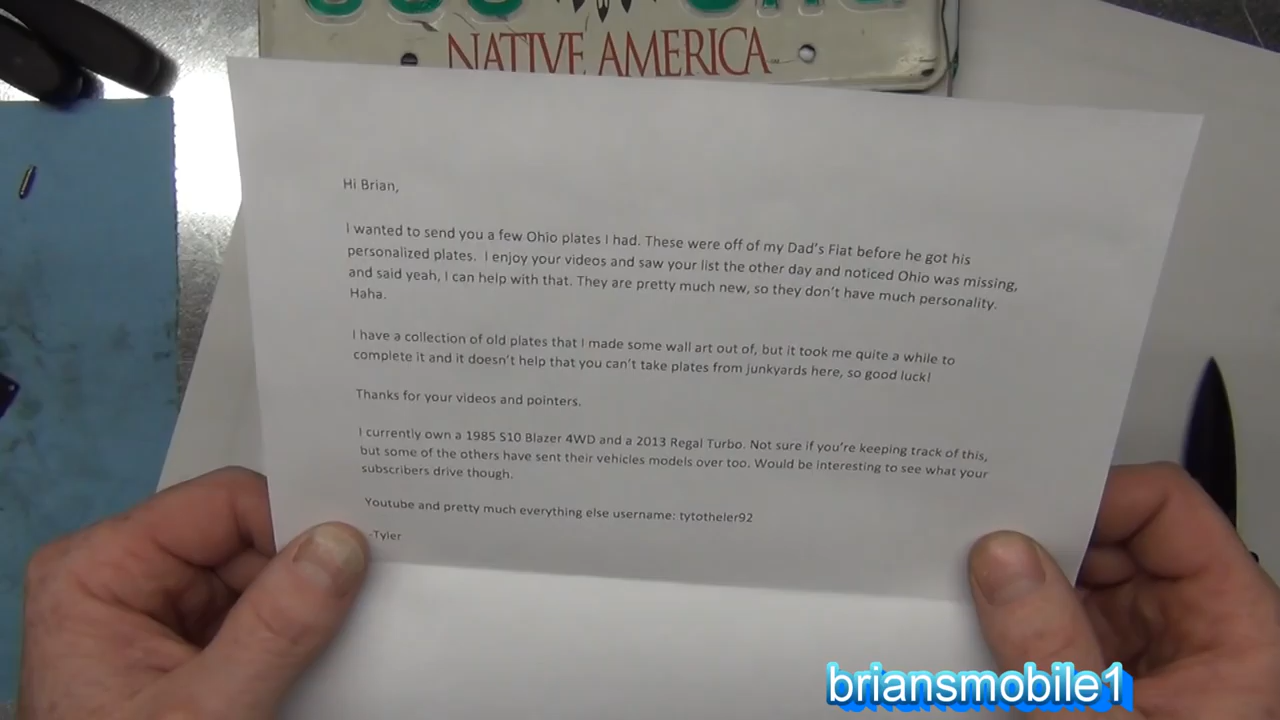 NATIVE AMERICA
Hi Brian,
I wanted to send you a few Ohio plates I had. These were off of my Dad's Fiat before he got his
personalized plates.  I enjoy your videos and saw your list the other day and noticed Ohio was missing,
and said yeah, I can help with that. They are pretty much new, so they don't have much personality.
Haha.
I have a collection of old plates that I made some wall art out of, but it took me quite a while to
complete it and it doesn't help that you can't take plates from junkyards here, so good luck!
Thanks for your videos and pointers.
I currently own a 1985 S10 Blazer 4WD and a 2013 Regal Turbo. Not sure if you're keeping track of this,
but some of the others have sent their vehicles models over too. Would be interesting to see what your
subscribers drive though.
Youtube and pretty much everything else username: tytotheler92
-Tyler
briansmobile1